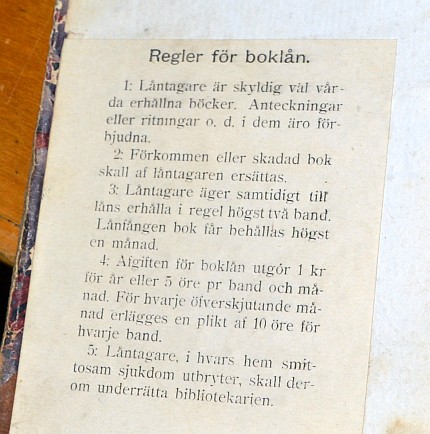 Regler för boklån.
1: Låntagare är skyldig väl vår-
da erhållna böcker. Anteckningar
eller ritningar o. d. i dem äro för-
bjudna.
2: Förkommen eller skadad bok
skall af låntagaren ersättas.
3: Låntagare äger samtidigt till
låns erhålla i regel högst två band.
Lånfången bok får behållas högst
en månad.
4: Afgiften för boklån utgör 1 kr
för år eller 5 öre pr band och må-
nad. För hvarje öfverskjutande må-
nad erlägges en plikt af 10 öre för
hvarje band.
5: Låntagare, i hvars hem smit-
tosam sjukdom utbryter, skall der-
om underrätta bibliotekarien.